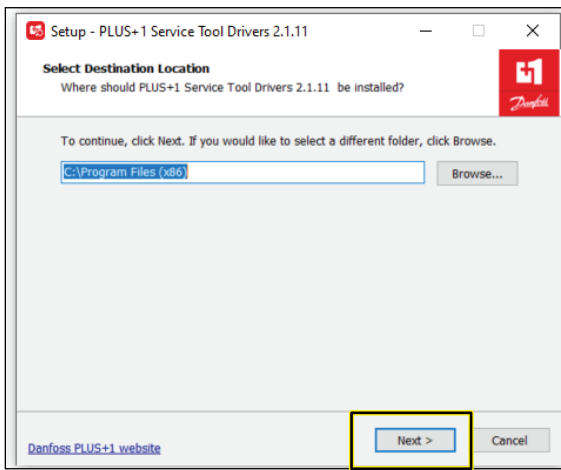 Setup - PLUS+1 Service Tool Drivers 2.1.11
Select Destination Location
Where should PLUS+1 Service Tool Drivers 2.1.11 be installed?
Danfoss
To continue, click Next. If you would like to select a different folder, click Browse.
C:\Program Files (x86)
Browse...
Danfoss PLUS+1 website
Next >
Cancel